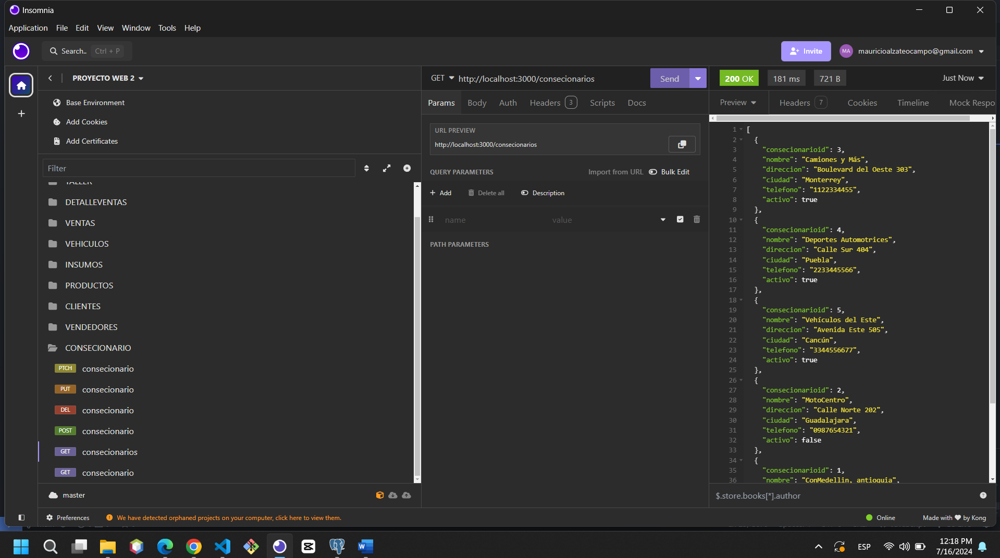 Insomnia
Application File Edit View Window Tools Help
Search.. Ctrl + P
Invite
MA
mauricioalzateocampo@gmail.com
PROYECTO WEB 2
Base Environment
Add Cookies
Add Certificates
Filter
TALLER
DETALLEVENTAS
VENTAS
VEHICULOS
INSUMOS
PRODUCTOS
CLIENTES
VENDEDORES
CONSECIONARIO
PTCH consecionario
PUT consecionario
DEL consecionario
POST consecionario
GET consecionarios
GET consecionario
master
GET http://localhost:3000/consecionarios Send
Params Body Auth Headers 3 Scripts Docs
URL PREVIEW
http://localhost:3000/consecionarios
QUERY PARAMETERS Import from URL Bulk Edit
+ Add Delete all Description
name value
PATH PARAMETERS
200 OK 181 ms 721 B Just Now
Preview Headers 7 Cookies Timeline Mock Respo
1 [
2 {
3 "consecionarioid": 3,
4 "nombre": "Camiones y Más",
5 "direccion": "Boulevard del Oeste 303",
6 "ciudad": "Monterrey",
7 "telefono": "1122334455",
8 "activo": true
9 },
10 {
11 "consecionarioid": 4,
12 "nombre": "Deportes Automotrices",
13 "direccion": "Calle Sur 404",
14 "ciudad": "Puebla",
15 "telefono": "2233445566",
16 "activo": true
17 },
18 {
19 "consecionarioid": 5,
20 "nombre": "Vehículos del Este",
21 "direccion": "Avenida Este 505",
22 "ciudad": "Cancún",
23 "telefono": "3344556677",
24 "activo": true
25 },
26 {
27 "consecionarioid": 2,
28 "nombre": "MotoCentro",
29 "direccion": "Calle Norte 202",
30 "ciudad": "Guadalajara",
31 "telefono": "0987654321",
32 "activo": false
33 },
34 {
35 "consecionarioid": 1,
36 "nombre": "ConMedellin, antioquia",
$.store.books[*].author
Preferences
We have detected orphaned projects on your computer, click here to view them.
Online
Made with ❤ by Kong
ESP
12:18 PM
7/16/2024